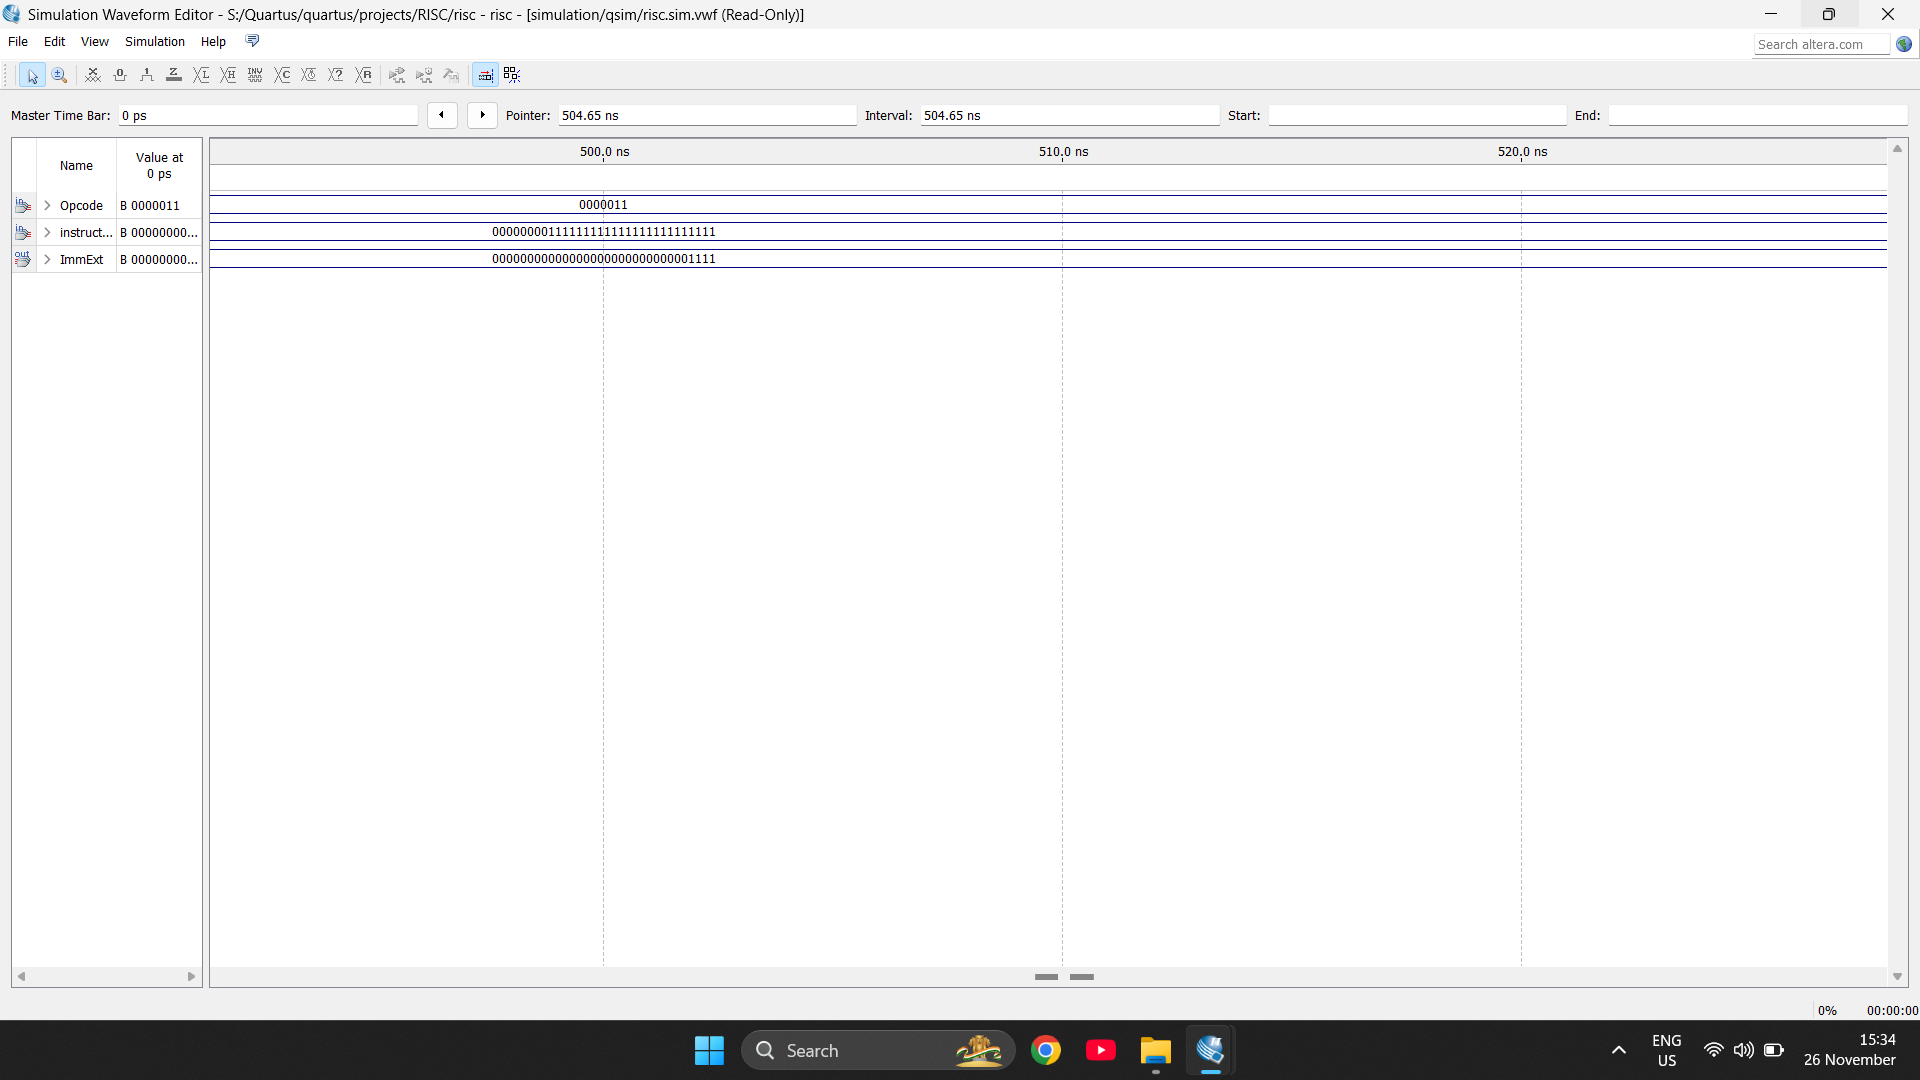 Simulation Waveform Editor - S:/Quartus/quartus/projects/RISC/risc - risc - [simulation/qsim/risc.sim.vwf (Read-Only)]
File Edit View Simulation Help
Search altera.com
Master Time Bar: 0 ps Pointer: 504.65 ns Interval: 504.65 ns Start: End:
Name Value at 0 ps 500.0 ns 510.0 ns 520.0 ns
in Opcode B 0000011 0000011
in instruct... B 00000000... 00000000111111111111111111111111
out ImmExt B 00000000... 00000000000000000000000000001111
0% 00:00:00
Search
ENG
US
15:34
26 November